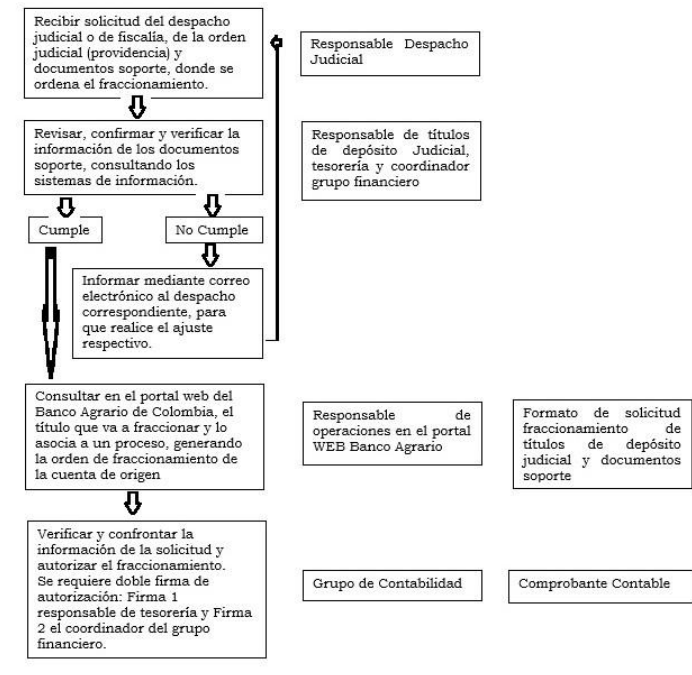 Recibir solicitud del despacho
judicial o de fiscalía, de la orden
judicial (providencia) y
documentos soporte, donde se
ordena el fraccionamiento.
Responsable Despacho
Judicial
Revisar, confirmar y verificar la
información de los documentos
soporte, consultando los
sistemas de información.
Responsable de títulos
de depósito Judicial,
tesorería y coordinador
grupo financiero
Cumple
No Cumple
Informar mediante correo
electrónico al despacho
correspondiente, para
que realice el ajuste
respectivo.
Consultar en el portal web del
Banco Agrario de Colombia, el
título que va a fraccionar y lo
asocia a un proceso, generando
la orden de fraccionamiento de
la cuenta de origen
Responsable de
operaciones en el portal
WEB Banco Agrario
Formato de solicitud
fraccionamiento de
títulos de depósito
judicial y documentos
soporte
Verificar y confrontar la
información de la solicitud y
autorizar el fraccionamiento.
Se requiere doble firma de
autorización: Firma 1
responsable de tesorería y Firma
2 el coordinador del grupo
financiero.
Grupo de Contabilidad
Comprobante Contable